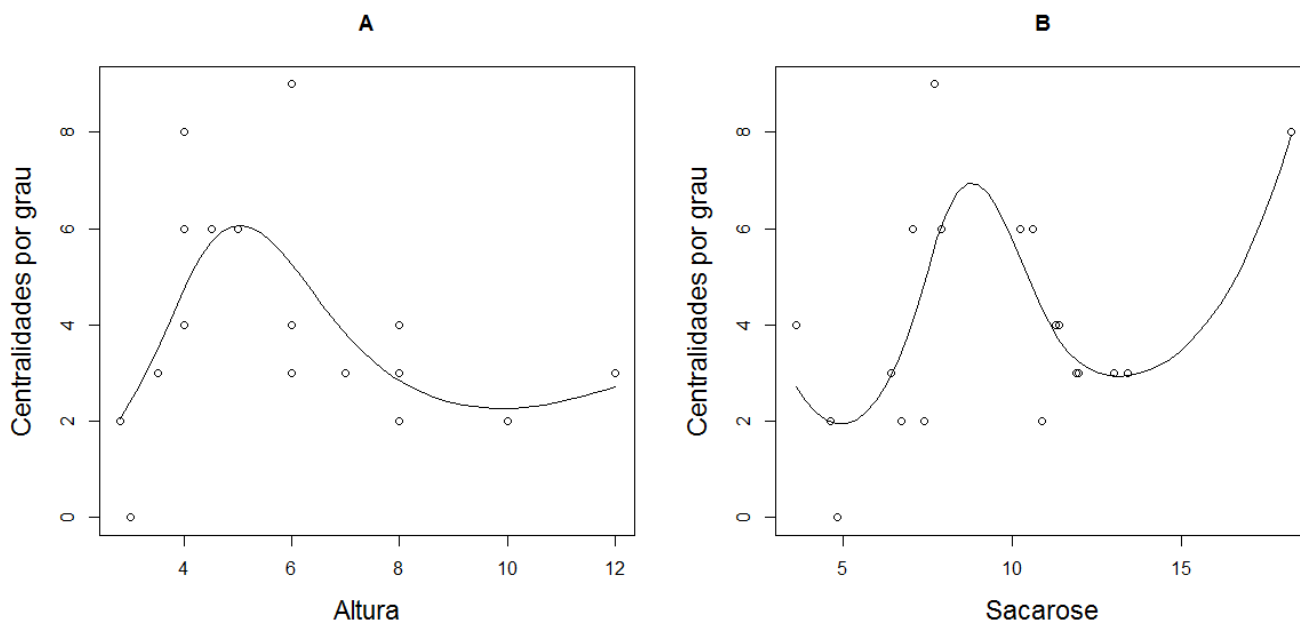 A
Centralidades por grau
0 2 4 6 8
4 6 8 10 12
Altura
B
Centralidades por grau
0 2 4 6 8
5 10 15
Sacarose